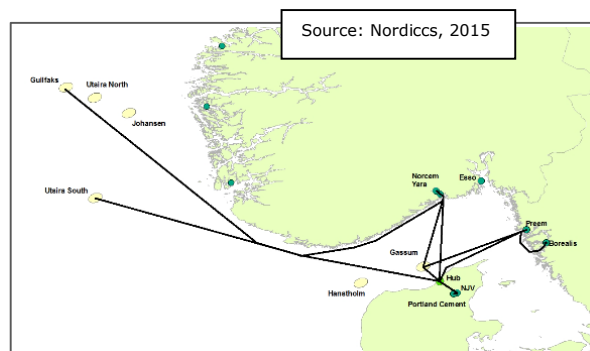 Source: Nordiccs, 2015
Gullfaks
Utsira North
Johansen
Utsira South
Norcem
Yara
Esso
Preem
Borealis
Gassum
Hub
Hanstholm
NJV
Portland Cement